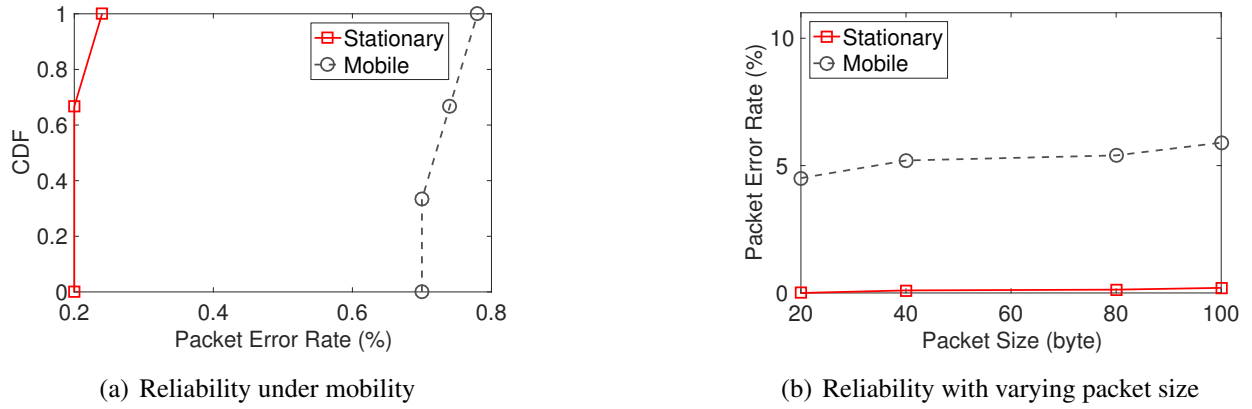 1
0.8
0.6
0.4
0.2
0
CDF
0.2
0.4
0.6
0.8
Packet Error Rate (%)
Stationary
Mobile
(a) Reliability under mobility
10
5
0
Packet Error Rate (%)
20
40
60
80
100
Packet Size (byte)
Stationary
Mobile
(b) Reliability with varying packet size